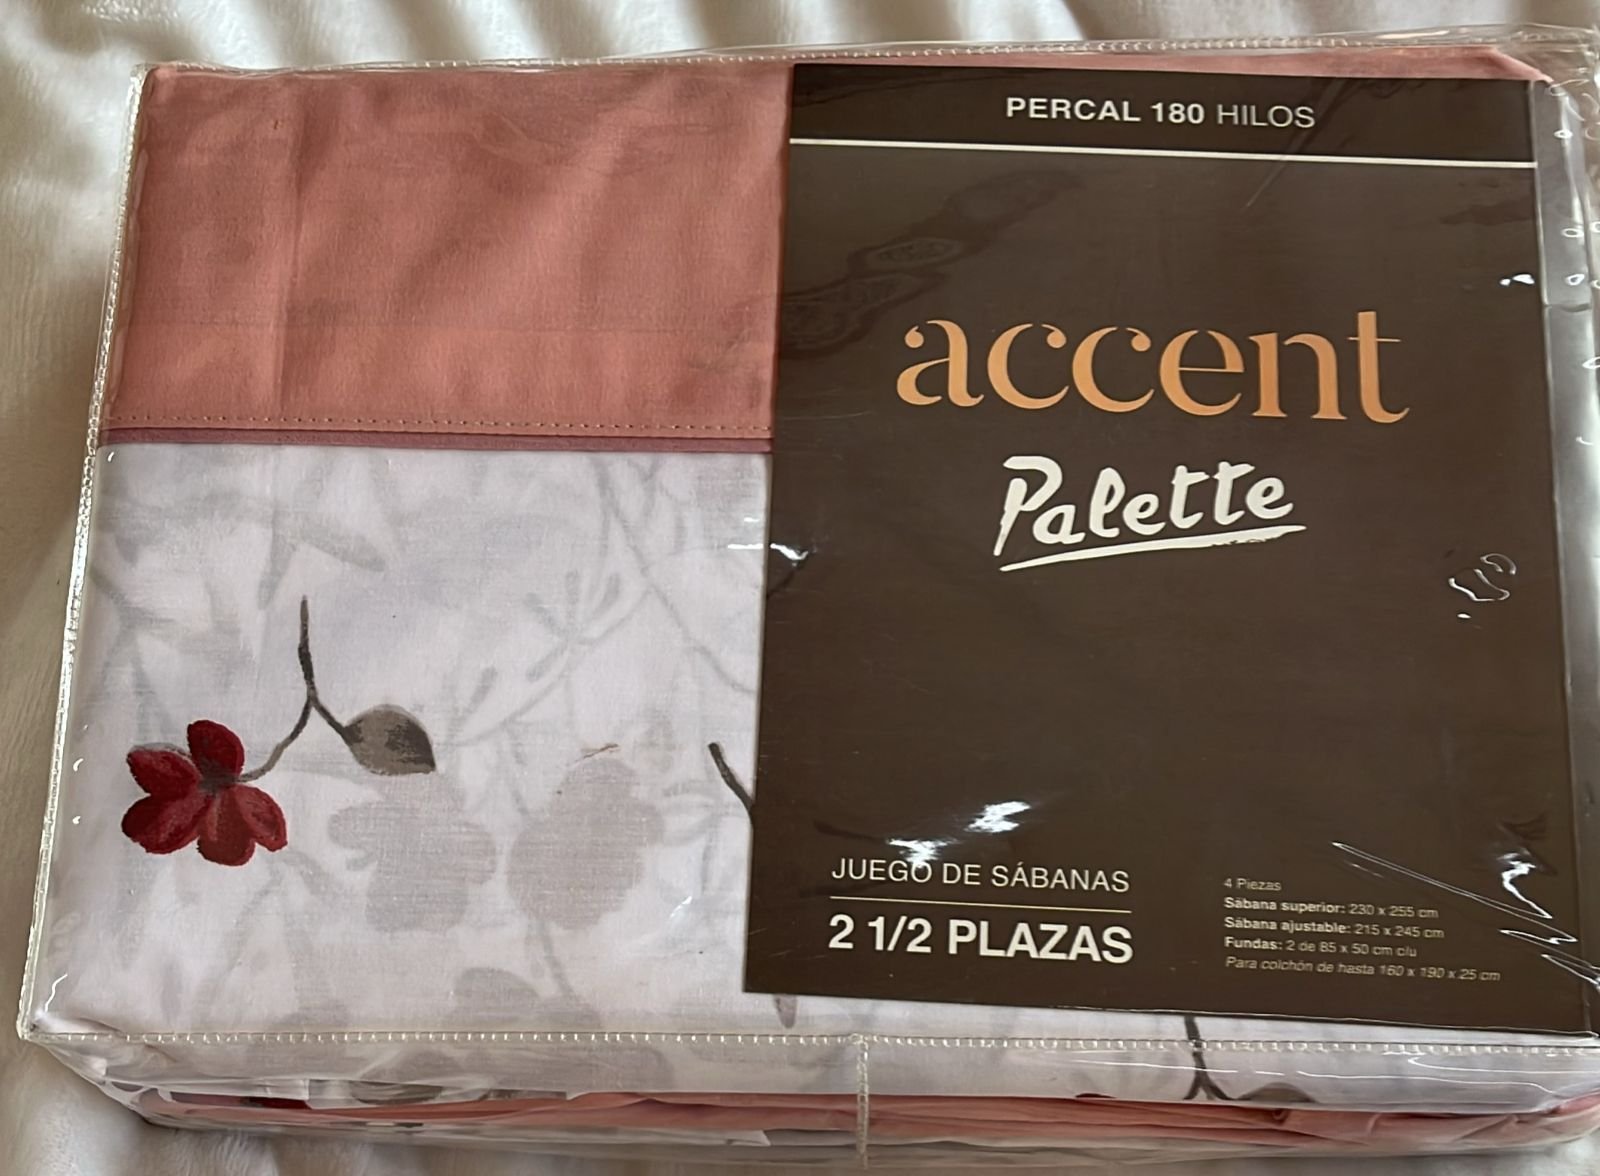 PERCAL 180 HILOS
accent
Palette
JUEGO DE SÁBANAS
2 1/2 PLAZAS
4 Piezas
Sábana superior: 230 x 255 cm
Sábana ajustable: 215 x 245 cm
Fundas: 2 de 85 x 50 cm c/u
Para colchón de hasta 160 x 190 x 25 cm